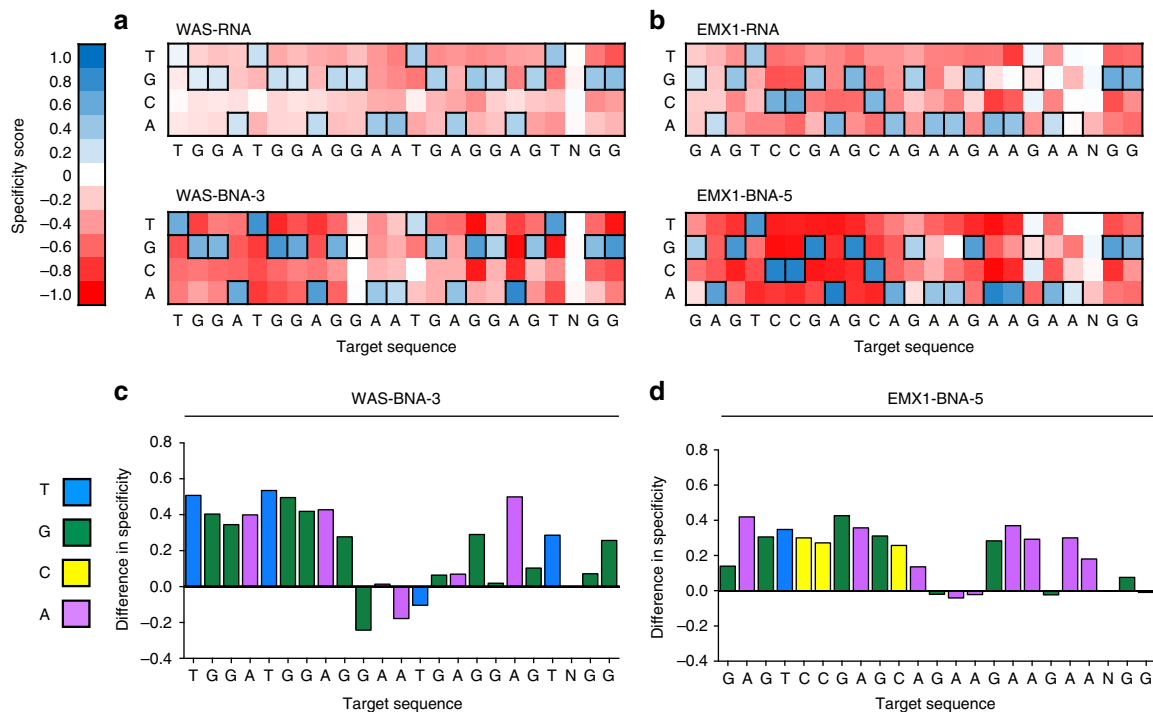 a
WAS-RNA
T
G
C
A
T G G A T G G A G G A A T G A G G A G T N G G
b
EMX1-RNA
T
G
C
A
G A G T C C G A G C A G A A G A A G A A N G G
Specificity score
1.0
0.8
0.6
0.4
0.2
0
–0.2
–0.4
–0.6
–0.8
–1.0
WAS-BNA-3
T
G
C
A
T G G A T G G A G G A A T G A G G A G T N G G
Target sequence
EMX1-BNA-5
T
G
C
A
G A G T C C G A G C A G A A G A A G A A N G G
Target sequence
c
WAS-BNA-3
T
G
C
A
Difference in specificity
0.8
0.6
0.4
0.2
0.0
–0.2
–0.4
T G G A T G G A G G A A T G A G G A G T N G G
Target sequence
d
EMX1-BNA-5
Difference in specificity
0.8
0.6
0.4
0.2
0.0
–0.2
–0.4
G A G T C C G A G C A G A A G A A G A A N G G
Target sequence